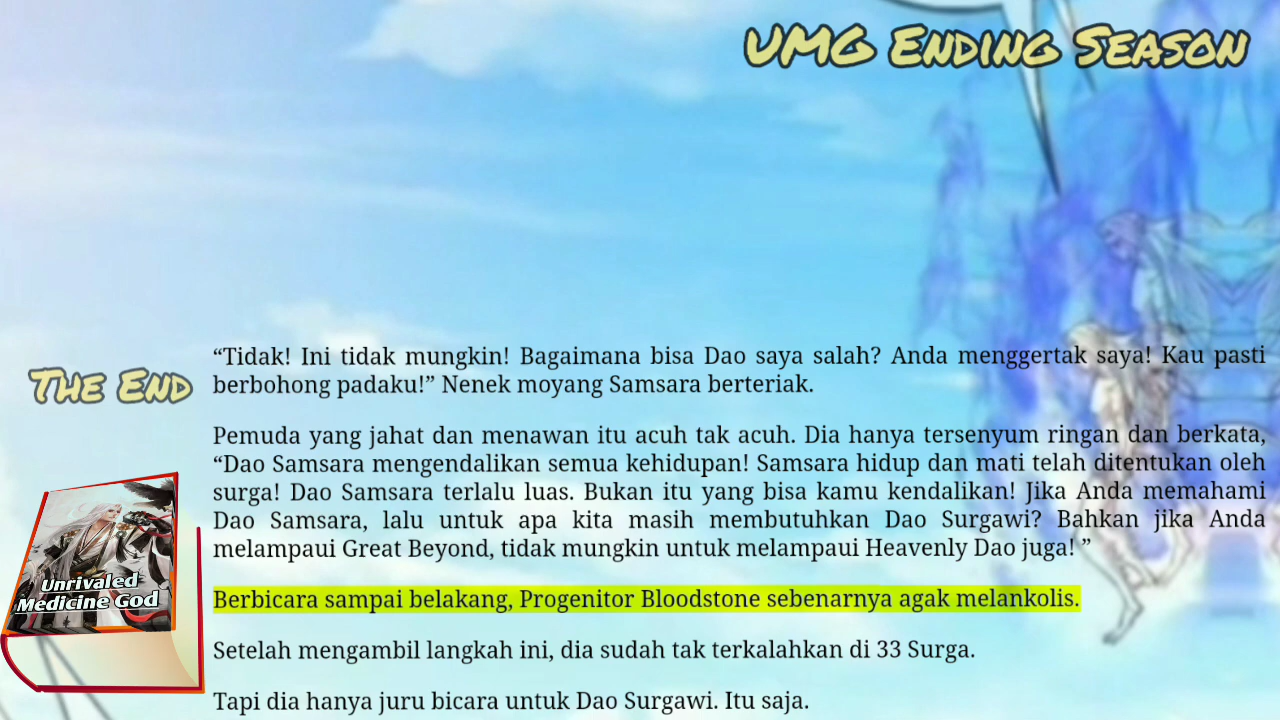 UMG Ending Season
The End
“Tidak! Ini tidak mungkin! Bagaimana bisa Dao saya salah? Anda menggertak saya! Kau pasti
berbohong padaku!” Nenek moyang Samsara berteriak.
Pemuda yang jahat dan menawan itu acuh tak acuh. Dia hanya tersenyum ringan dan berkata,
“Dao Samsara mengendalikan semua kehidupan! Samsara hidup dan mati telah ditentukan oleh
surga! Dao Samsara terlalu luas. Bukan itu yang bisa kamu kendalikan! Jika Anda memahami
Dao Samsara, lalu untuk apa kita masih membutuhkan Dao Surgawi? Bahkan jika Anda
melampaui Great Beyond, tidak mungkin untuk melampaui Heavenly Dao juga! ”
Berbicara sampai belakang, Progenitor Bloodstone sebenarnya agak melankolis.
Setelah mengambil langkah ini, dia sudah tak terkalahkan di 33 Surga.
Tapi dia hanya juru bicara untuk Dao Surgawi. Itu saja.
Unrivaled
Medicine God